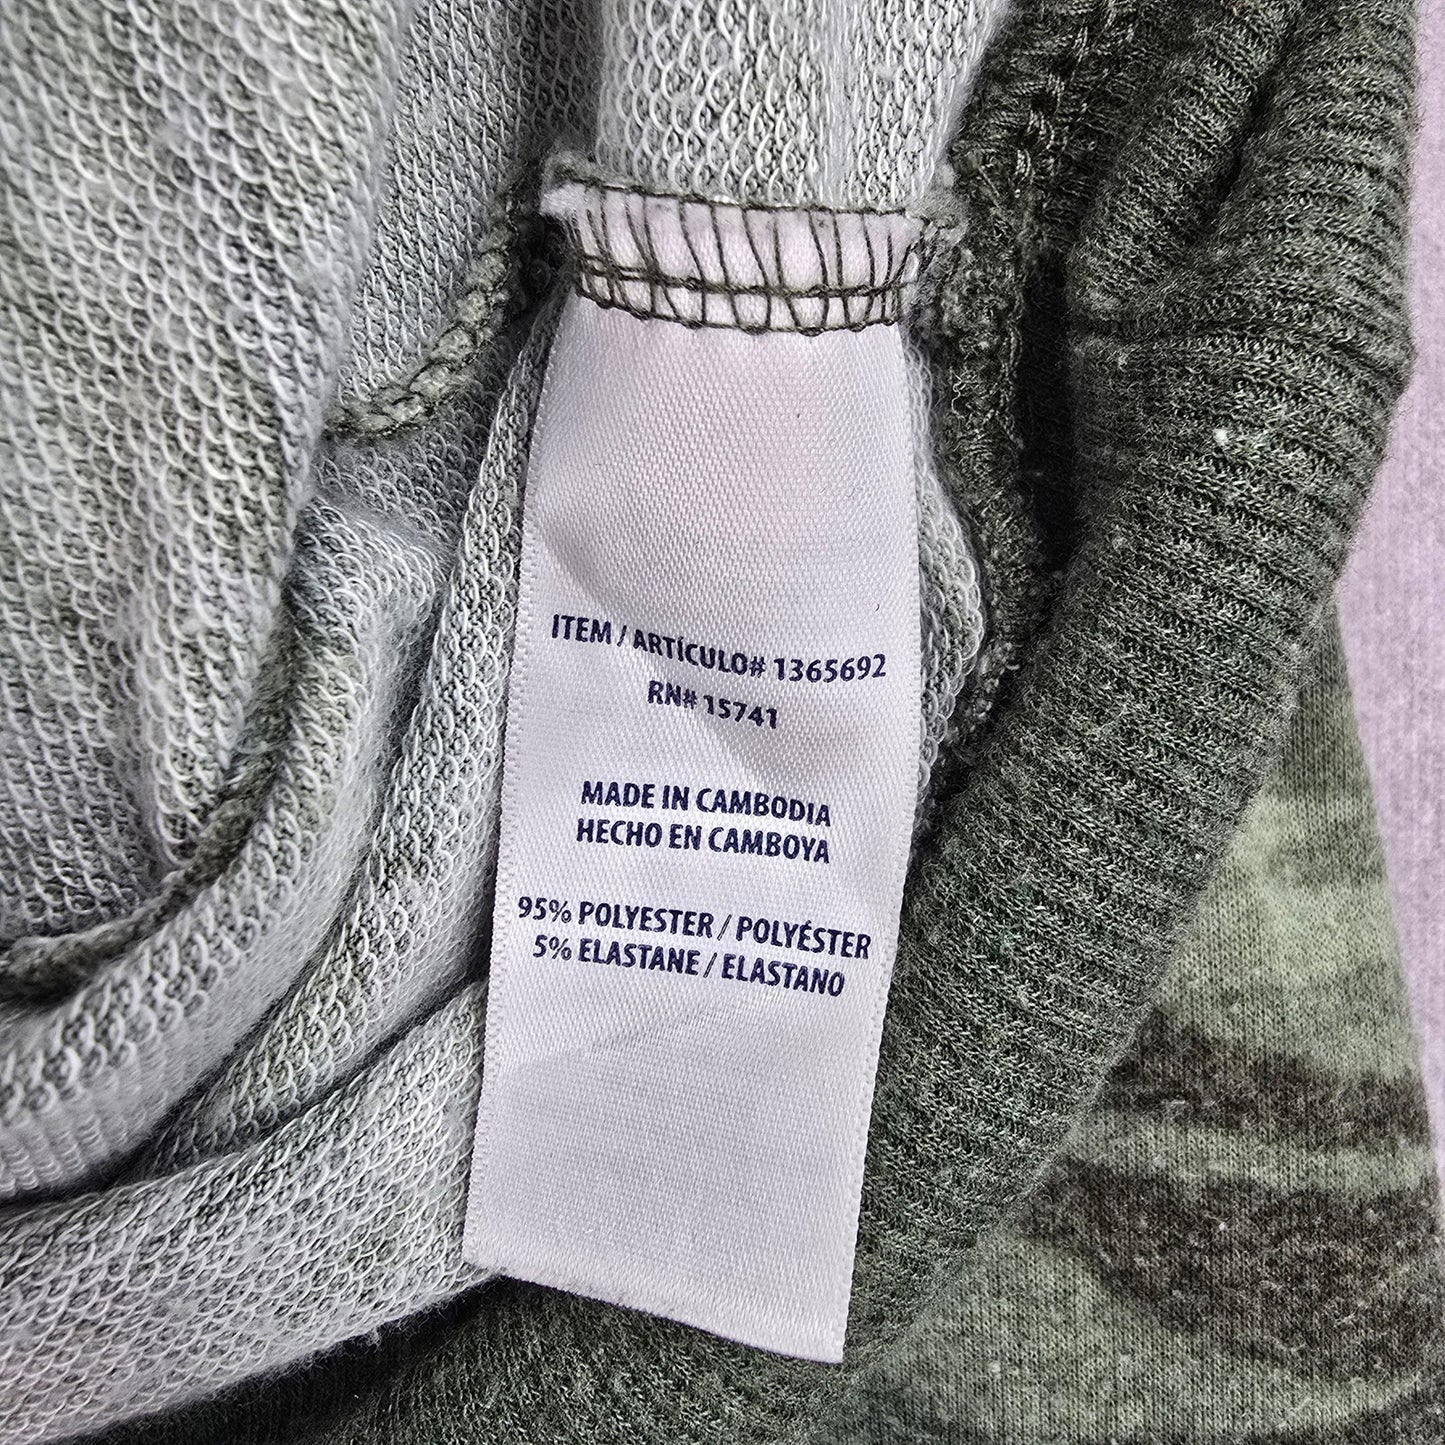 ITEM / ARTÍCULO# 1365692
RN# 15741
MADE IN CAMBODIA
HECHO EN CAMBOYA
95% POLYESTER / POLYÉSTER
5% ELASTANE / ELASTANO